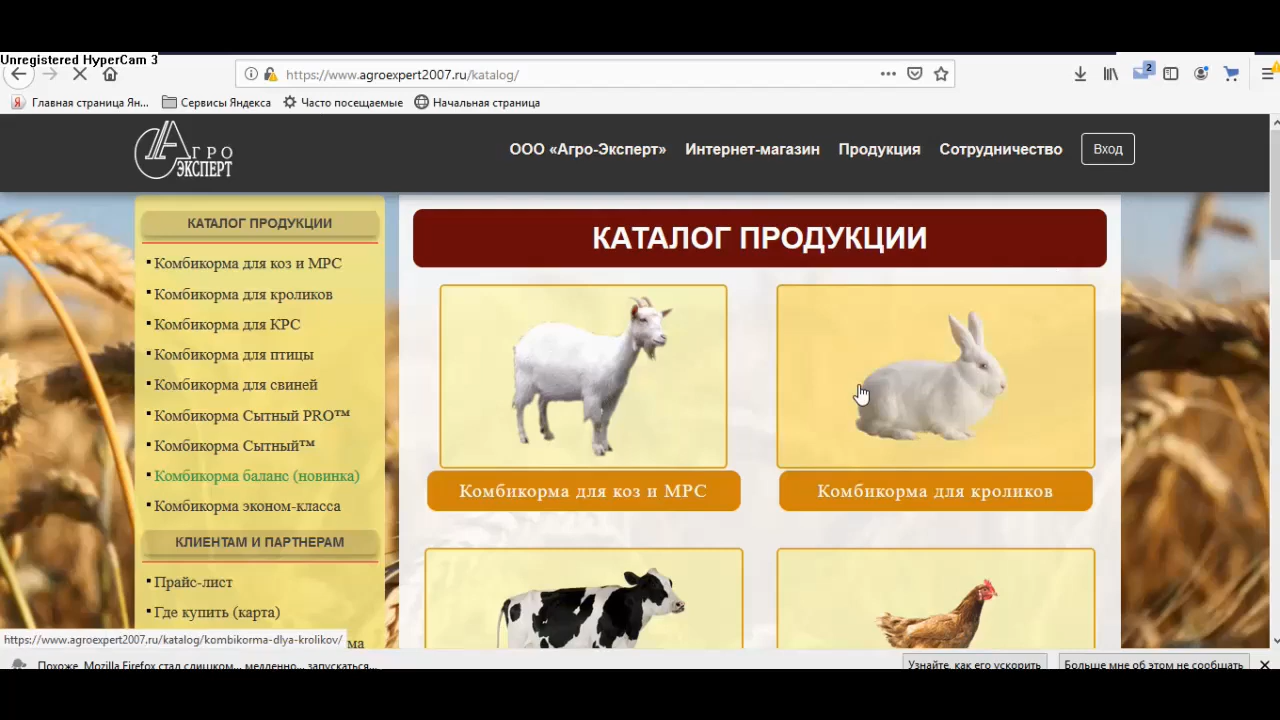 Unregistered HyperCam 3
https://www.agroexpert2007.ru/katalog/
2
Главная страница Ян...
Сервисы Яндекса
Часто посещаемые
Начальная страница
АГРО
ЭКСПЕРТ
ООО «Агро-Эксперт»
Интернет-магазин
Продукция
Сотрудничество
Вход
КАТАЛОГ ПРОДУКЦИИ
Комбикорма для коз и МРС
Комбикорма для кроликов
Комбикорма для КРС
Комбикорма для птицы
Комбикорма для свиней
Комбикорма Сытный PRO™
Комбикорма Сытный™
Комбикорма баланс (новинка)
Комбикорма эконом-класса
КЛИЕНТАМ И ПАРТНЕРАМ
Прайс-лист
Где купить (карта)
ма
КАТАЛОГ ПРОДУКЦИИ
Комбикорма для коз и МРС
Комбикорма для кроликов
https://www.agroexpert2007.ru/katalog/kombikorma-dlya-krolikov/
Похоже, Mozilla Firefox стал слишком... медленно... запускаться...
Узнайте, как его ускорить
Больше мне об этом не сообщать